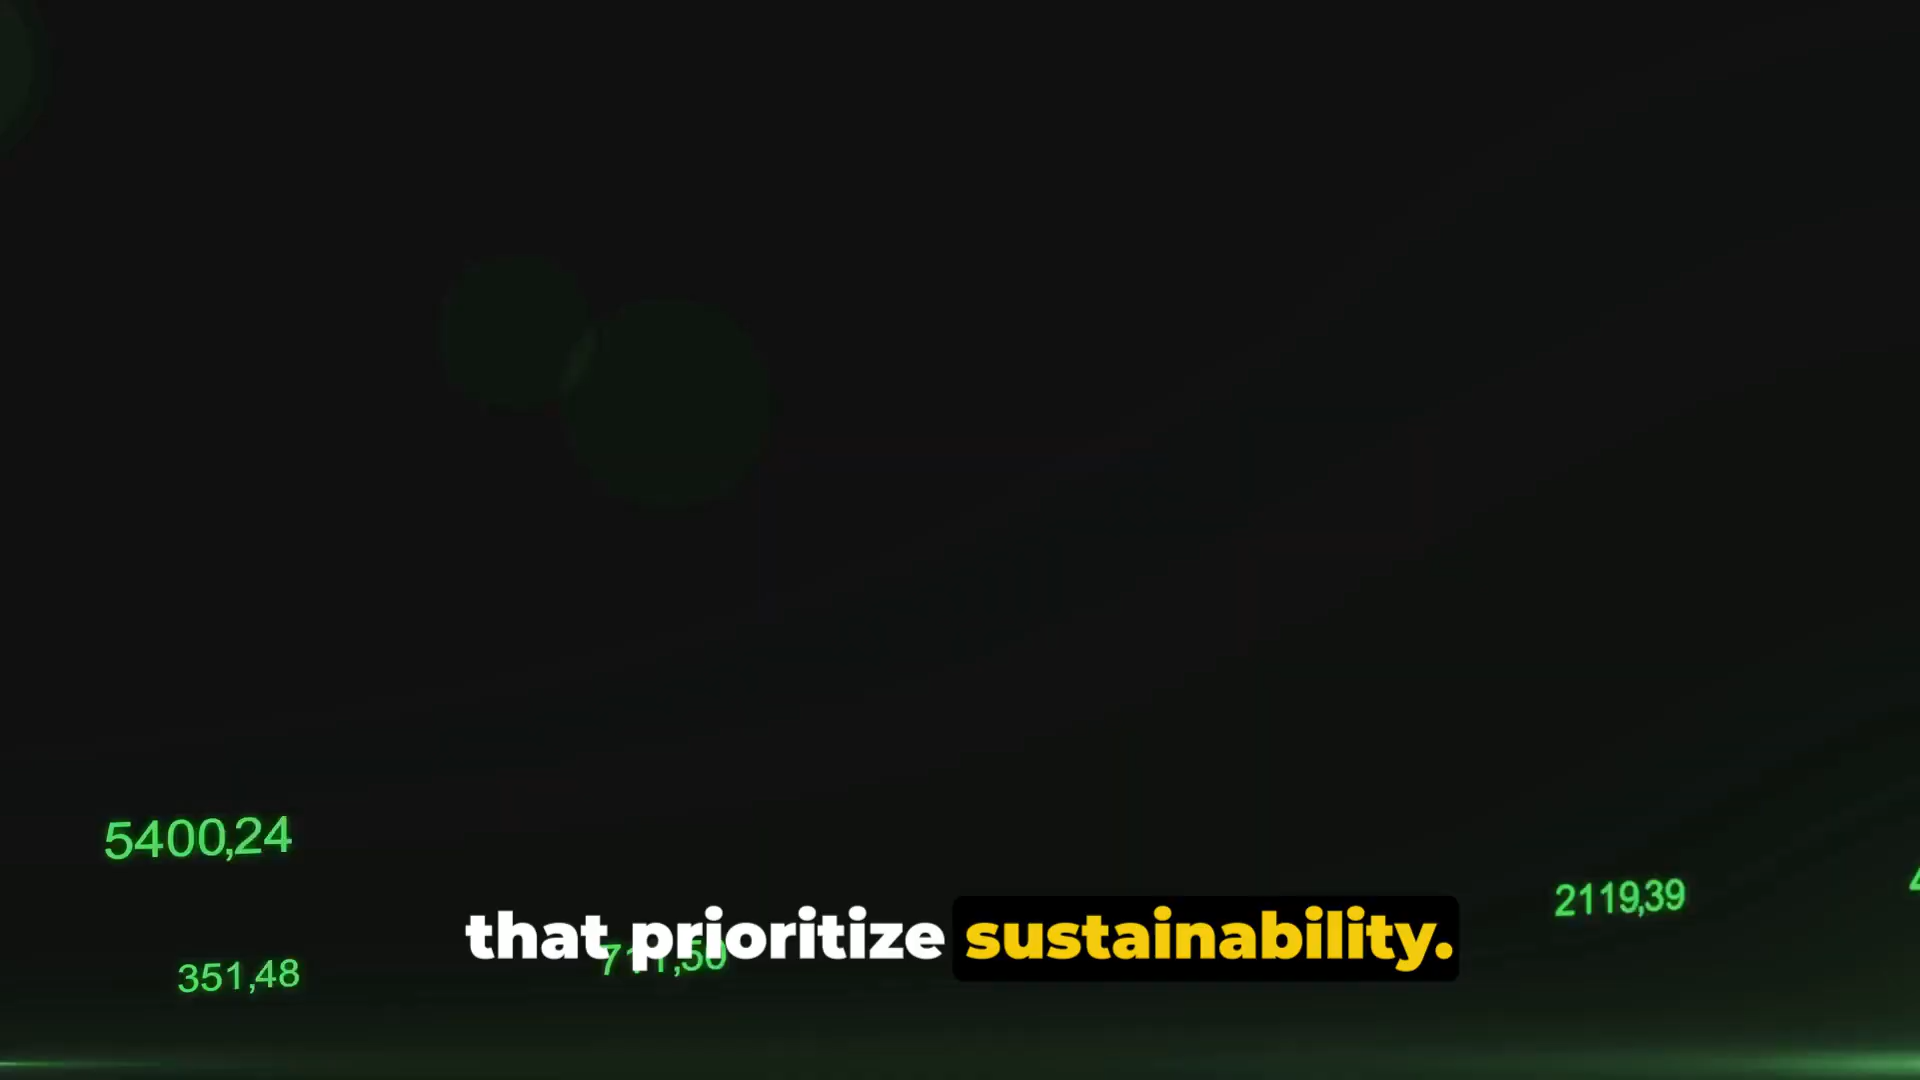 5400,24
2119,39
that prioritize sustainability.
351,48